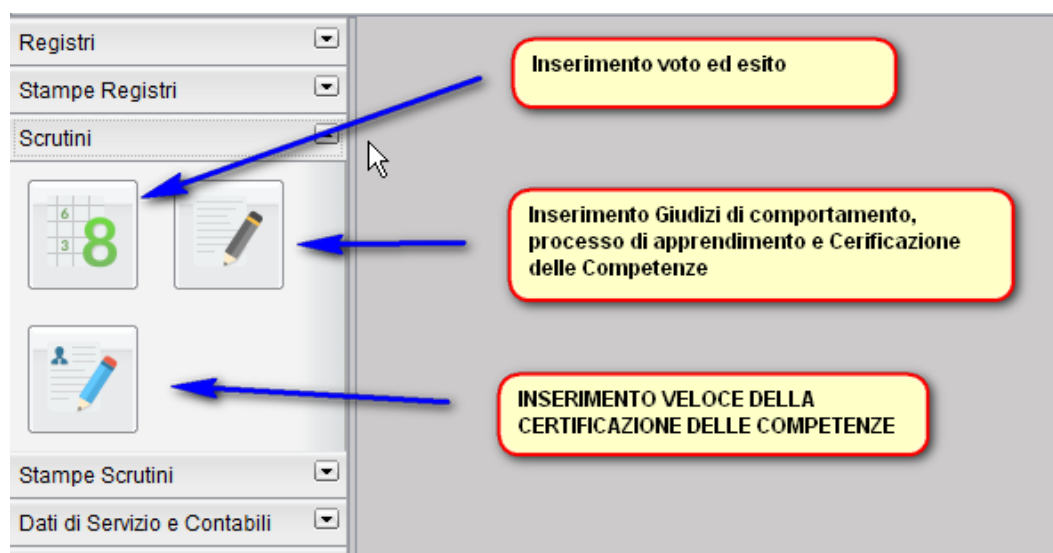 Registri
Inserimento voto ed esito
Stampe Registri
Scrutini
6
3 8
Inserimento Giudizi di comportamento,
processo di apprendimento e Cerificazione
delle Competenze
INSERIMENTO VELOCE DELLA
CERTIFICAZIONE DELLE COMPETENZE
Stampe Scrutini
Dati di Servizio e Contabili